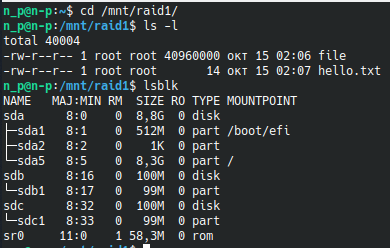 n_p@n-p:~$ cd /mnt/raid1/
n_p@n-p:/mnt/raid1$ ls -l
total 40004
-rw-r--r-- 1 root root 40960000 окт 15 02:06 file
-rw-r--r-- 1 root root       14 окт 15 02:07 hello.txt
n_p@n-p:/mnt/raid1$ lsblk
NAME   MAJ:MIN RM  SIZE RO TYPE MOUNTPOINT
sda      8:0    0  8,8G  0 disk
├─sda1   8:1    0  512M  0 part /boot/efi
├─sda2   8:2    0    1K  0 part
└─sda5   8:5    0  8,3G  0 part /
sdb      8:16   0  100M  0 disk
└─sdb1   8:17   0   99M  0 part
sdc      8:32   0  100M  0 disk
└─sdc1   8:33   0   99M  0 part
sr0     11:0    1 58,3M  0 rom
n_p@n-p:/mnt/raid1$